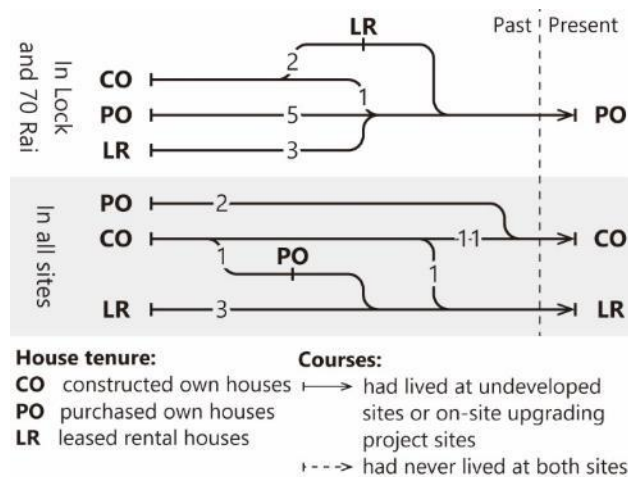 LR
Past Present
In Lock
and 70 Rai
CO
2
1
PO
5
PO
LR
3
In all sites
PO
2
CO
11
CO
1
PO
1
LR
3
LR
House tenure:
CO constructed own houses
PO purchased own houses
LR leased rental houses
Courses:
had lived at undeveloped
sites or on-site upgrading
project sites
had never lived at both sites